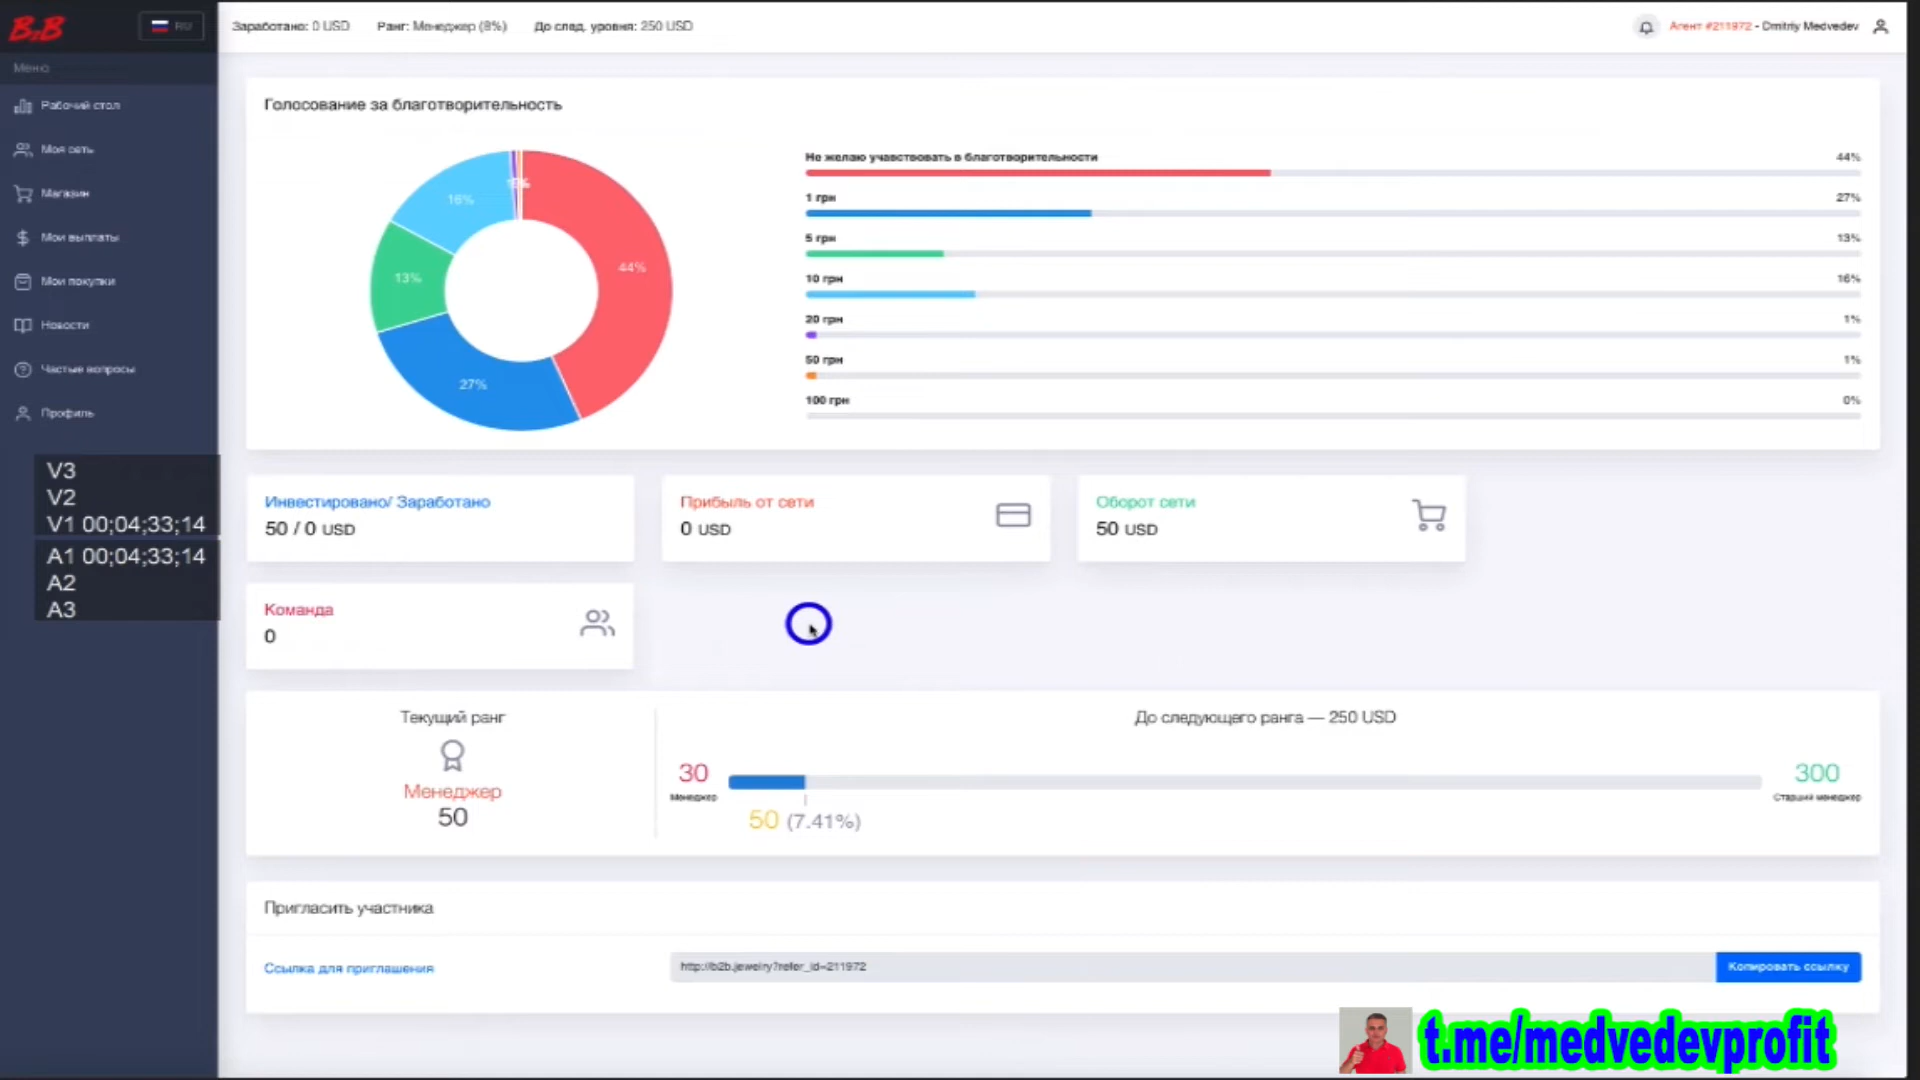 B2B
RU
Заработано: 0 USD
Ранг: Менеджер (8%)
До след. уровня: 250 USD
Агент #211972 - Dmitriy Medvedev
Меню
Рабочий стол
Моя сеть
Магазин
Мои выплаты
Мои покупки
Новости
Частые вопросы
Профиль
V3
V2
V1 00;04;33;14
A1 00;04;33;14
A2
A3
Голосование за благотворительность
16%
13%
27%
44%
Не желаю учавствовать в благотворительности
44%
1 грн
27%
5 грн
13%
10 грн
16%
20 грн
1%
50 грн
1%
100 грн
0%
Инвестировано/ Заработано
50 / 0 USD
Прибыль от сети
0 USD
Оборот сети
50 USD
Команда
0
Текущий ранг
Менеджер
50
До следующего ранга — 250 USD
30
Менеджер
50 (7.41%)
300
Старший менеджер
Пригласить участника
Ссылка для приглашения
http://b2b.jewelry?refer_id=211972
Копировать ссылку
t.me/medvedevprofit